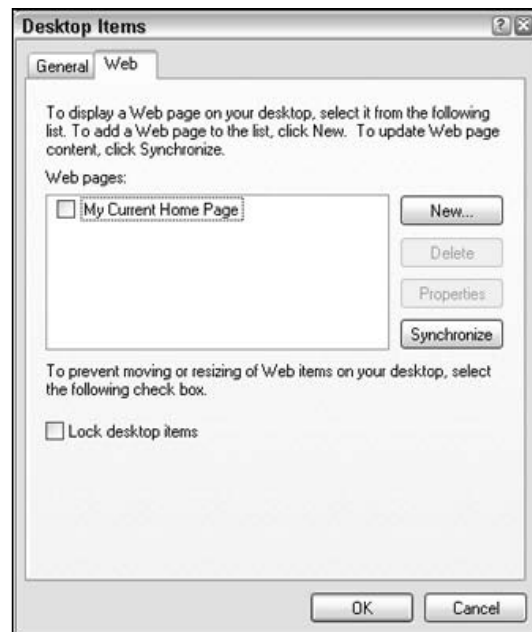 Desktop Items
General Web
To display a Web page on your desktop, select it from the following
list. To add a Web page to the list, click New. To update Web page
content, click Synchronize.
Web pages:
My Current Home Page
New...
Delete
Properties
Synchronize
To prevent moving or resizing of Web items on your desktop, select
the following check box.
Lock desktop items
OK Cancel